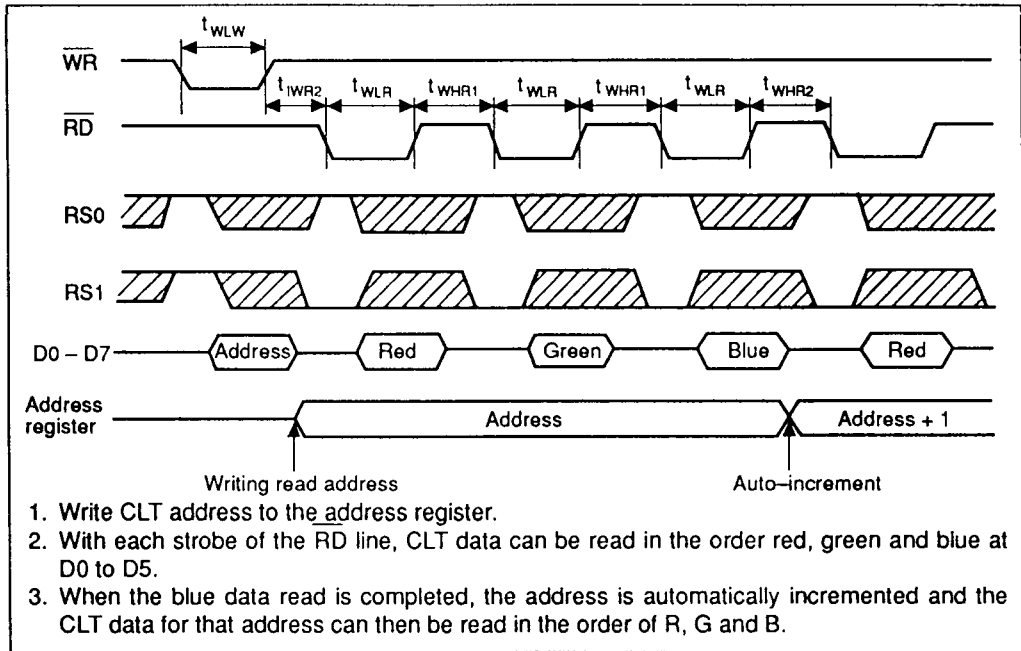 t WLW
WR
t IWR2 t WLR t WHR1 t WLR t WHR1 t WLR t WHR2
RD
RS0
RS1
D0 – D7 Address Red Green Blue Red
Address register Address Address + 1
Writing read address Auto–increment
1. Write CLT address to the address register.
2. With each strobe of the RD line, CLT data can be read in the order red, green and blue at
D0 to D5.
3. When the blue data read is completed, the address is automatically incremented and the
CLT data for that address can then be read in the order of R, G and B.